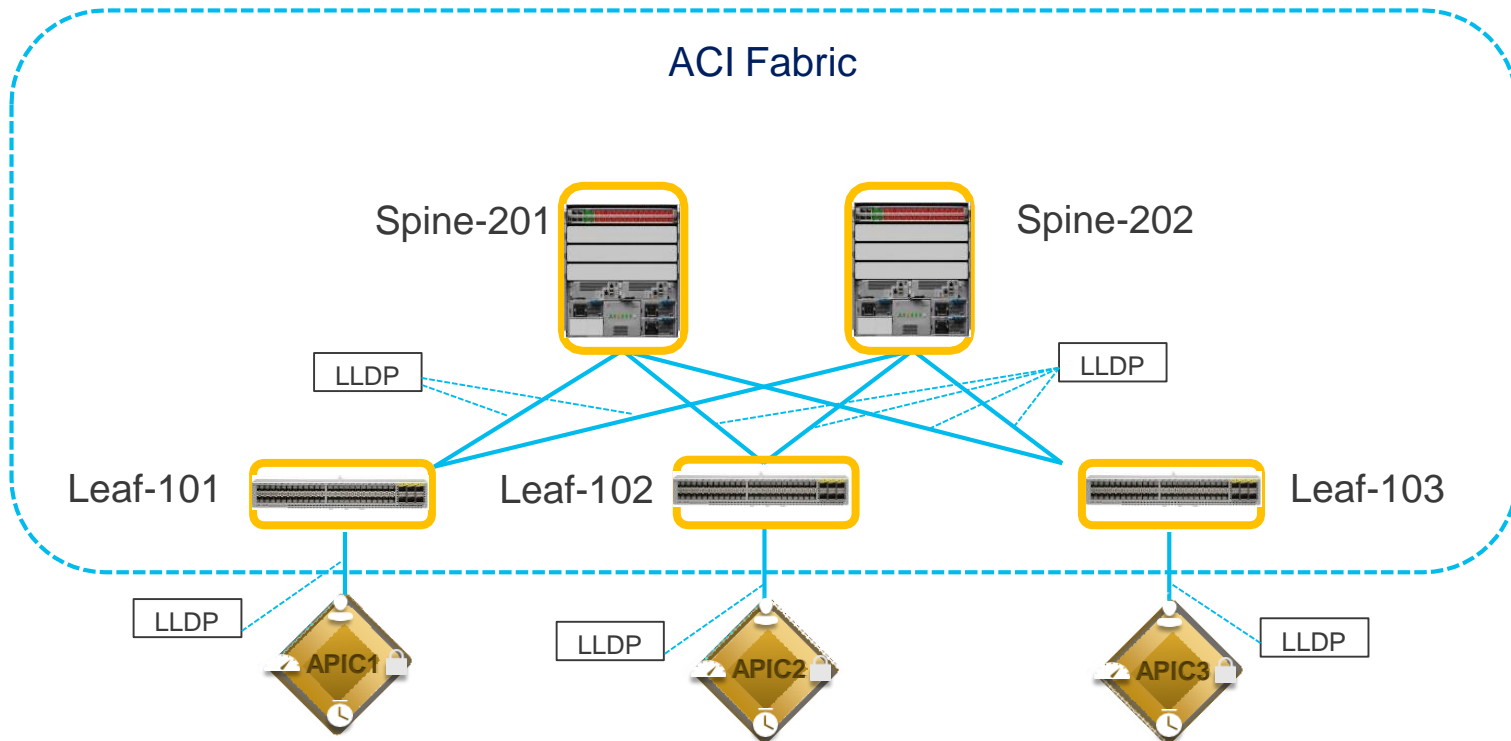 ACI Fabric
Spine-201
Spine-202
LLDP
LLDP
Leaf-101
Leaf-102
Leaf-103
LLDP
LLDP
LLDP
APIC1
APIC2
APIC3